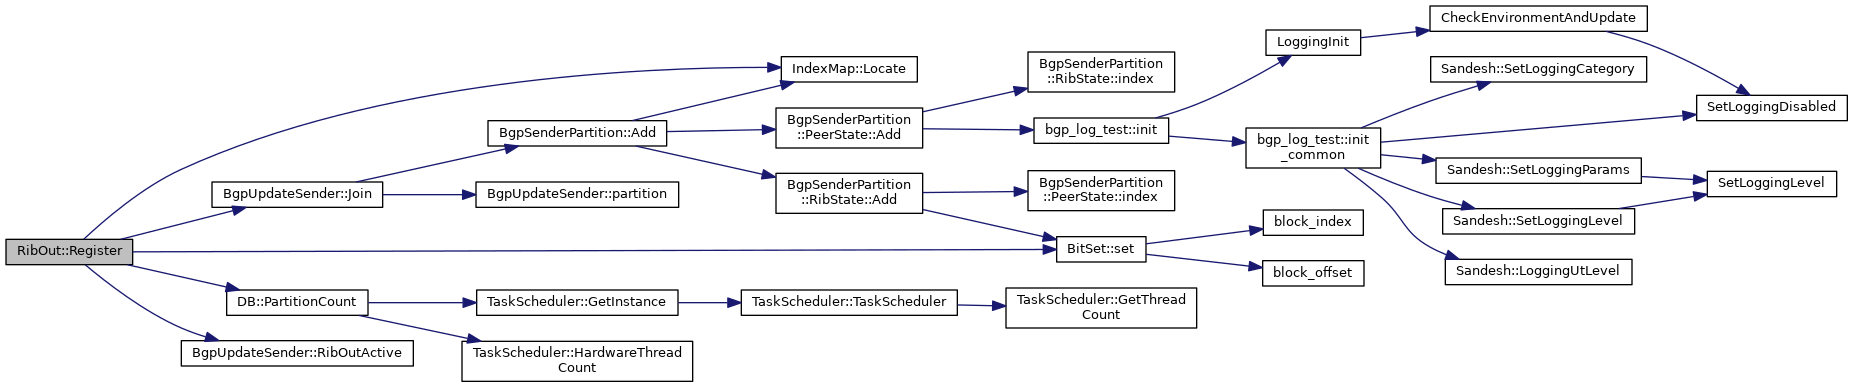 RibOut::Register
IndexMap::Locate
BgpUpdateSender::Join
BgpSenderPartition::Add
BgpUpdateSender::partition
BgpSenderPartition
::PeerState::Add
BgpSenderPartition
::RibState::index
bgp_log_test::init
LoggingInit
CheckEnvironmentAndUpdate
SetLoggingDisabled
bgp_log_test::init
_common
Sandesh::SetLoggingCategory
Sandesh::SetLoggingParams
SetLoggingLevel
Sandesh::SetLoggingLevel
Sandesh::LoggingUtLevel
BgpSenderPartition
::RibState::Add
BgpSenderPartition
::PeerState::index
BitSet::set
block_index
block_offset
DB::PartitionCount
TaskScheduler::GetInstance
TaskScheduler::TaskScheduler
TaskScheduler::GetThread
Count
TaskScheduler::HardwareThread
Count
BgpUpdateSender::RibOutActive